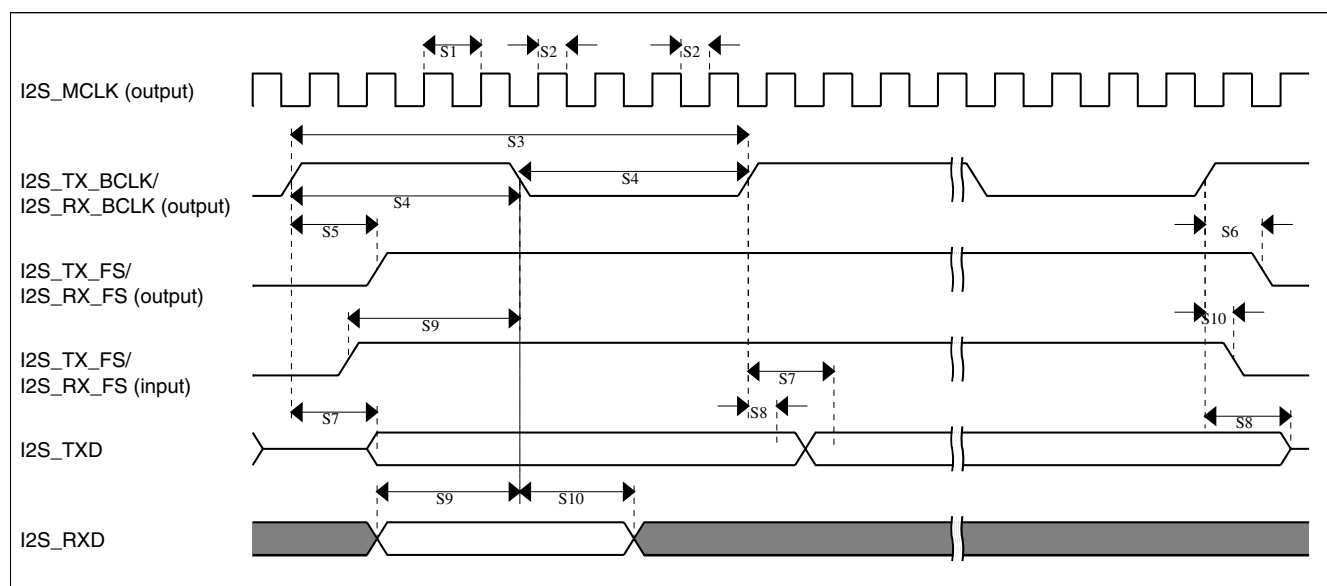 S1
S2
S2
I2S_MCLK (output)
S3
I2S_TX_BCLK/
I2S_RX_BCLK (output)
S4
S4
S5
S6
I2S_TX_FS/
I2S_RX_FS (output)
S9
S10
I2S_TX_FS/
I2S_RX_FS (input)
S7
S7
S8
S8
I2S_TXD
S9
S10
I2S_RXD